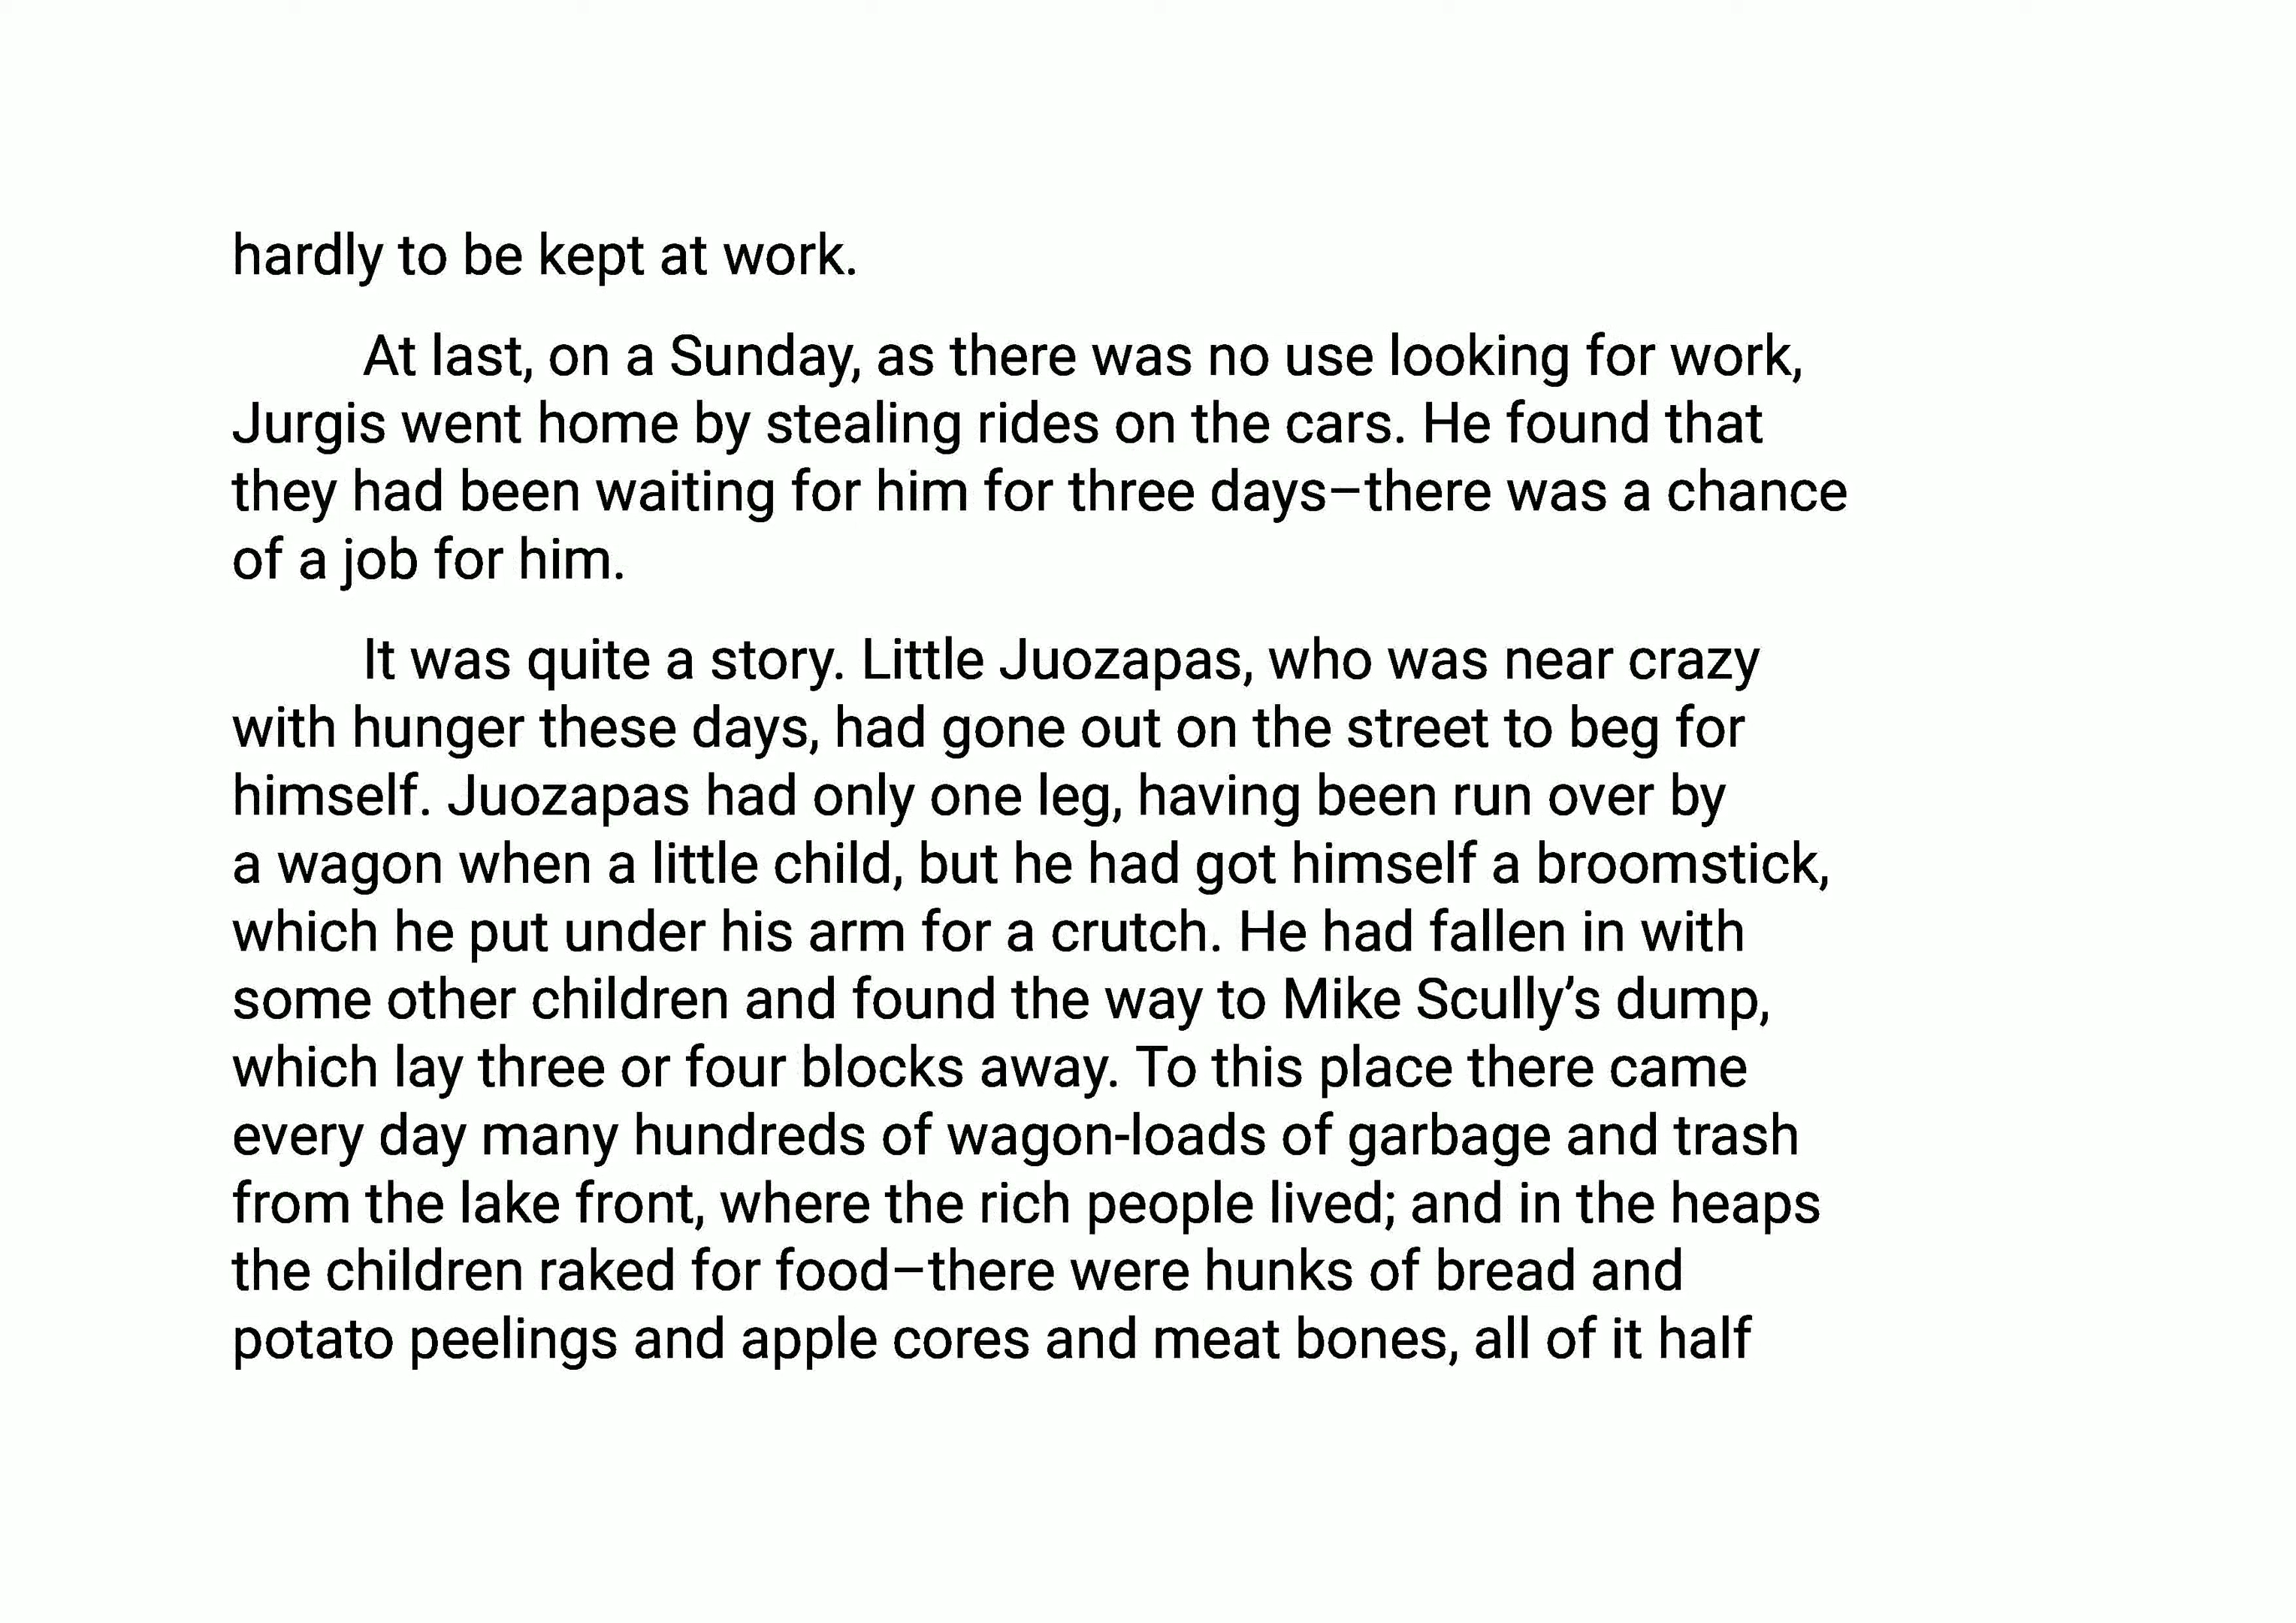 hardly to be kept at work.
At last, on a Sunday, as there was no use looking for work,
Jurgis went home by stealing rides on the cars. He found that
they had been waiting for him for three days–there was a chance
of a job for him.
It was quite a story. Little Juozapas, who was near crazy
with hunger these days, had gone out on the street to beg for
himself. Juozapas had only one leg, having been run over by
a wagon when a little child, but he had got himself a broomstick,
which he put under his arm for a crutch. He had fallen in with
some other children and found the way to Mike Scully’s dump,
which lay three or four blocks away. To this place there came
every day many hundreds of wagon-loads of garbage and trash
from the lake front, where the rich people lived; and in the heaps
the children raked for food–there were hunks of bread and
potato peelings and apple cores and meat bones, all of it half